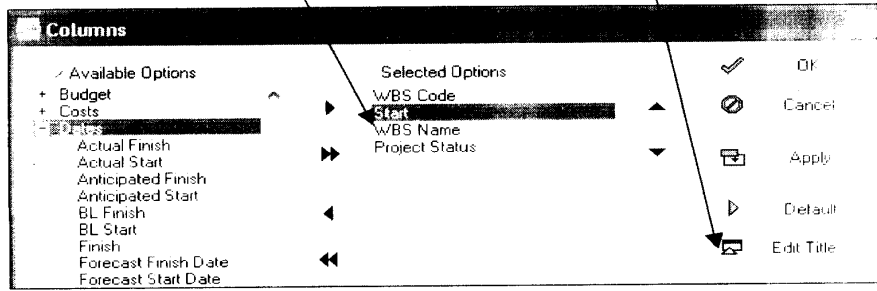 Columns
Available Options
+ Budget
+ Costs
− Dates
Actual Finish
Actual Start
Anticipated Finish
Anticipated Start
BL Finish
BL Start
Finish
Forecast Finish Date
Forecast Start Date
Selected Options
WBS Code
Start
WBS Name
Project Status
OK
Cancel
Apply
Default
Edit Title